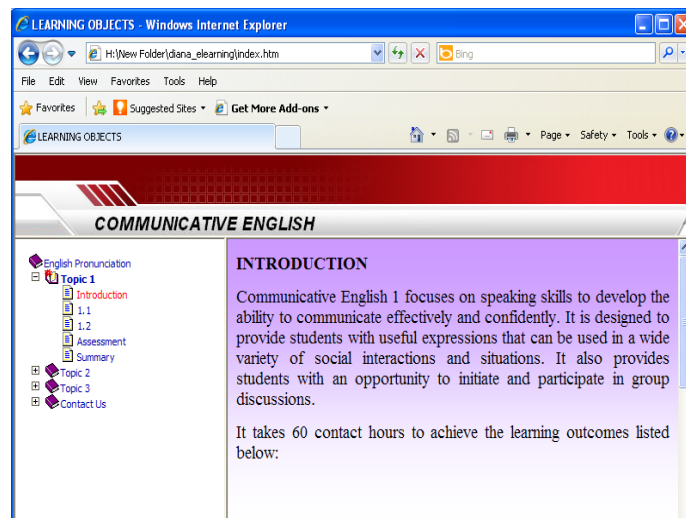 LEARNING OBJECTS - Windows Internet Explorer
H:\New Folder\diana_elearning\index.htm
Bing
File Edit View Favorites Tools Help
Favorites Suggested Sites Get More Add-ons
LEARNING OBJECTS
Page Safety Tools
COMMUNICATIVE ENGLISH
English Pronunciation
Topic 1
Introduction
1.1
1.2
Assessment
Summary
Topic 2
Topic 3
Contact Us
INTRODUCTION
Communicative English 1 focuses on speaking skills to develop the
ability to communicate effectively and confidently. It is designed to
provide students with useful expressions that can be used in a wide
variety of social interactions and situations. It also provides
students with an opportunity to initiate and participate in group
discussions.
It takes 60 contact hours to achieve the learning outcomes listed
below: